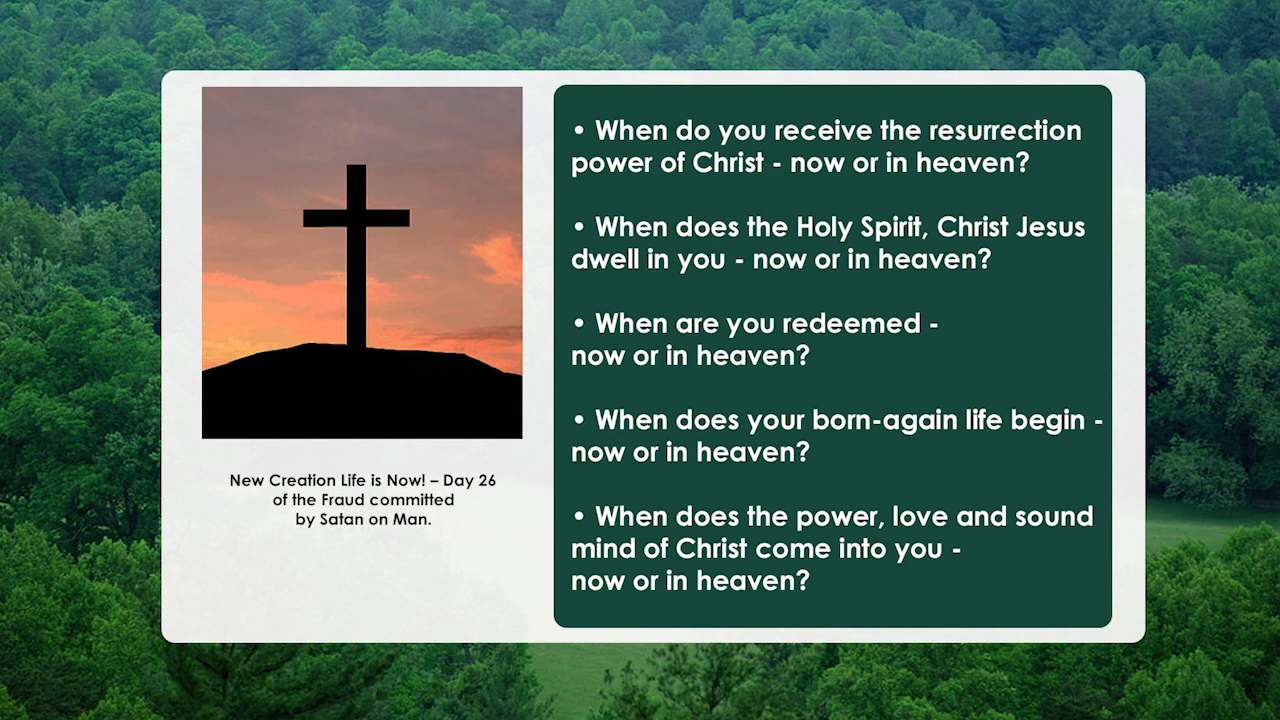 • When do you receive the resurrection
power of Christ - now or in heaven?
• When does the Holy Spirit, Christ Jesus
dwell in you - now or in heaven?
• When are you redeemed -
now or in heaven?
• When does your born-again life begin -
now or in heaven?
• When does the power, love and sound
mind of Christ come into you -
now or in heaven?
New Creation Life is Now! – Day 26
of the Fraud committed
by Satan on Man.